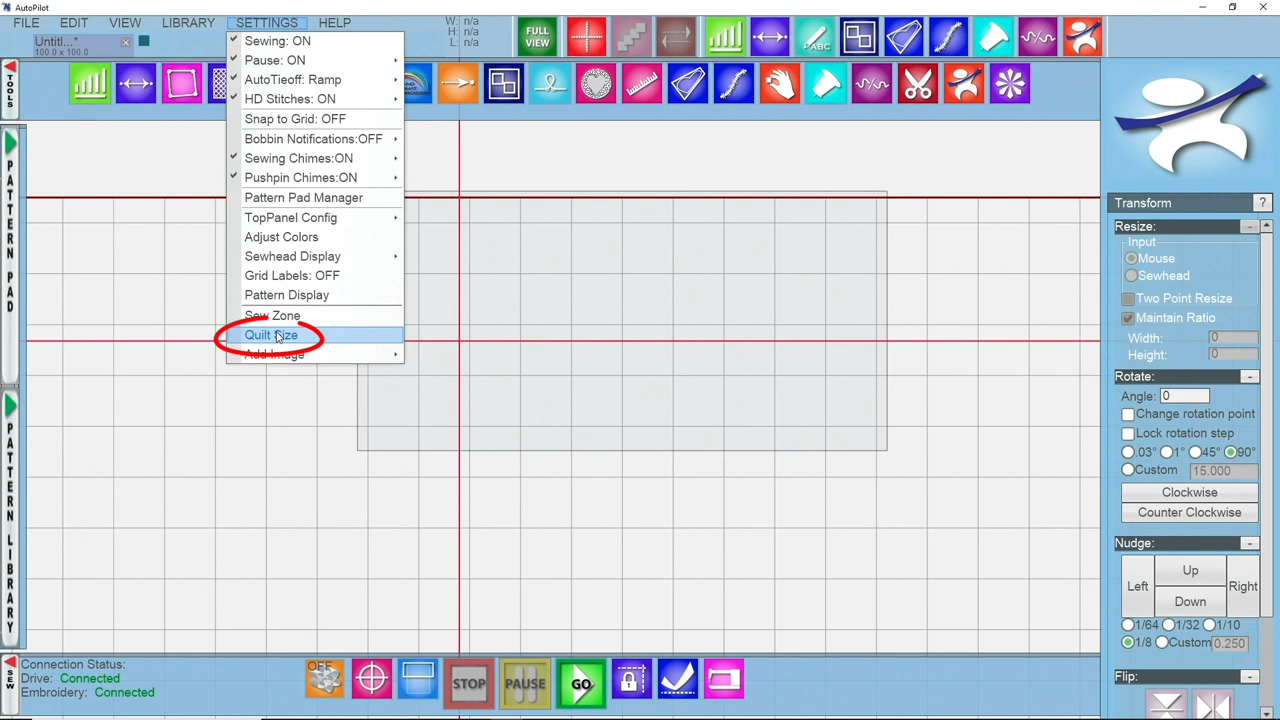 AutoPilot
FILE EDIT VIEW LIBRARY SETTINGS HELP
Untitl...*
100.0 x 100.0
W: n/a
H: n/a
L: n/a
FULL VIEW
ABC
TOOLS
Sewing: ON
Pause: ON
AutoTieoff: Ramp
HD Stitches: ON
Snap to Grid: OFF
Bobbin Notifications:OFF
Sewing Chimes:ON
Pushpin Chimes:ON
Pattern Pad Manager
TopPanel Config
Adjust Colors
Sewhead Display
Grid Labels: OFF
Pattern Display
Sew Zone
Quilt Size
Add Image
PATTERN PAD
PATTERN LIBRARY
Transform ?
Resize: -
Input
Mouse
Sewhead
Two Point Resize
Maintain Ratio
Width: 0
Height: 0
Rotate: -
Angle: 0
Change rotation point
Lock rotation step
.03° 1° 45° 90°
Custom 15.000
Clockwise
Counter Clockwise
Nudge: -
Left Up Right
Down
1/64 1/32 1/10
1/8 Custom 0.250
Flip: -
SEW
Connection Status:
Drive: Connected
Embroidery: Connected
OFF
STOP
PAUSE
GO